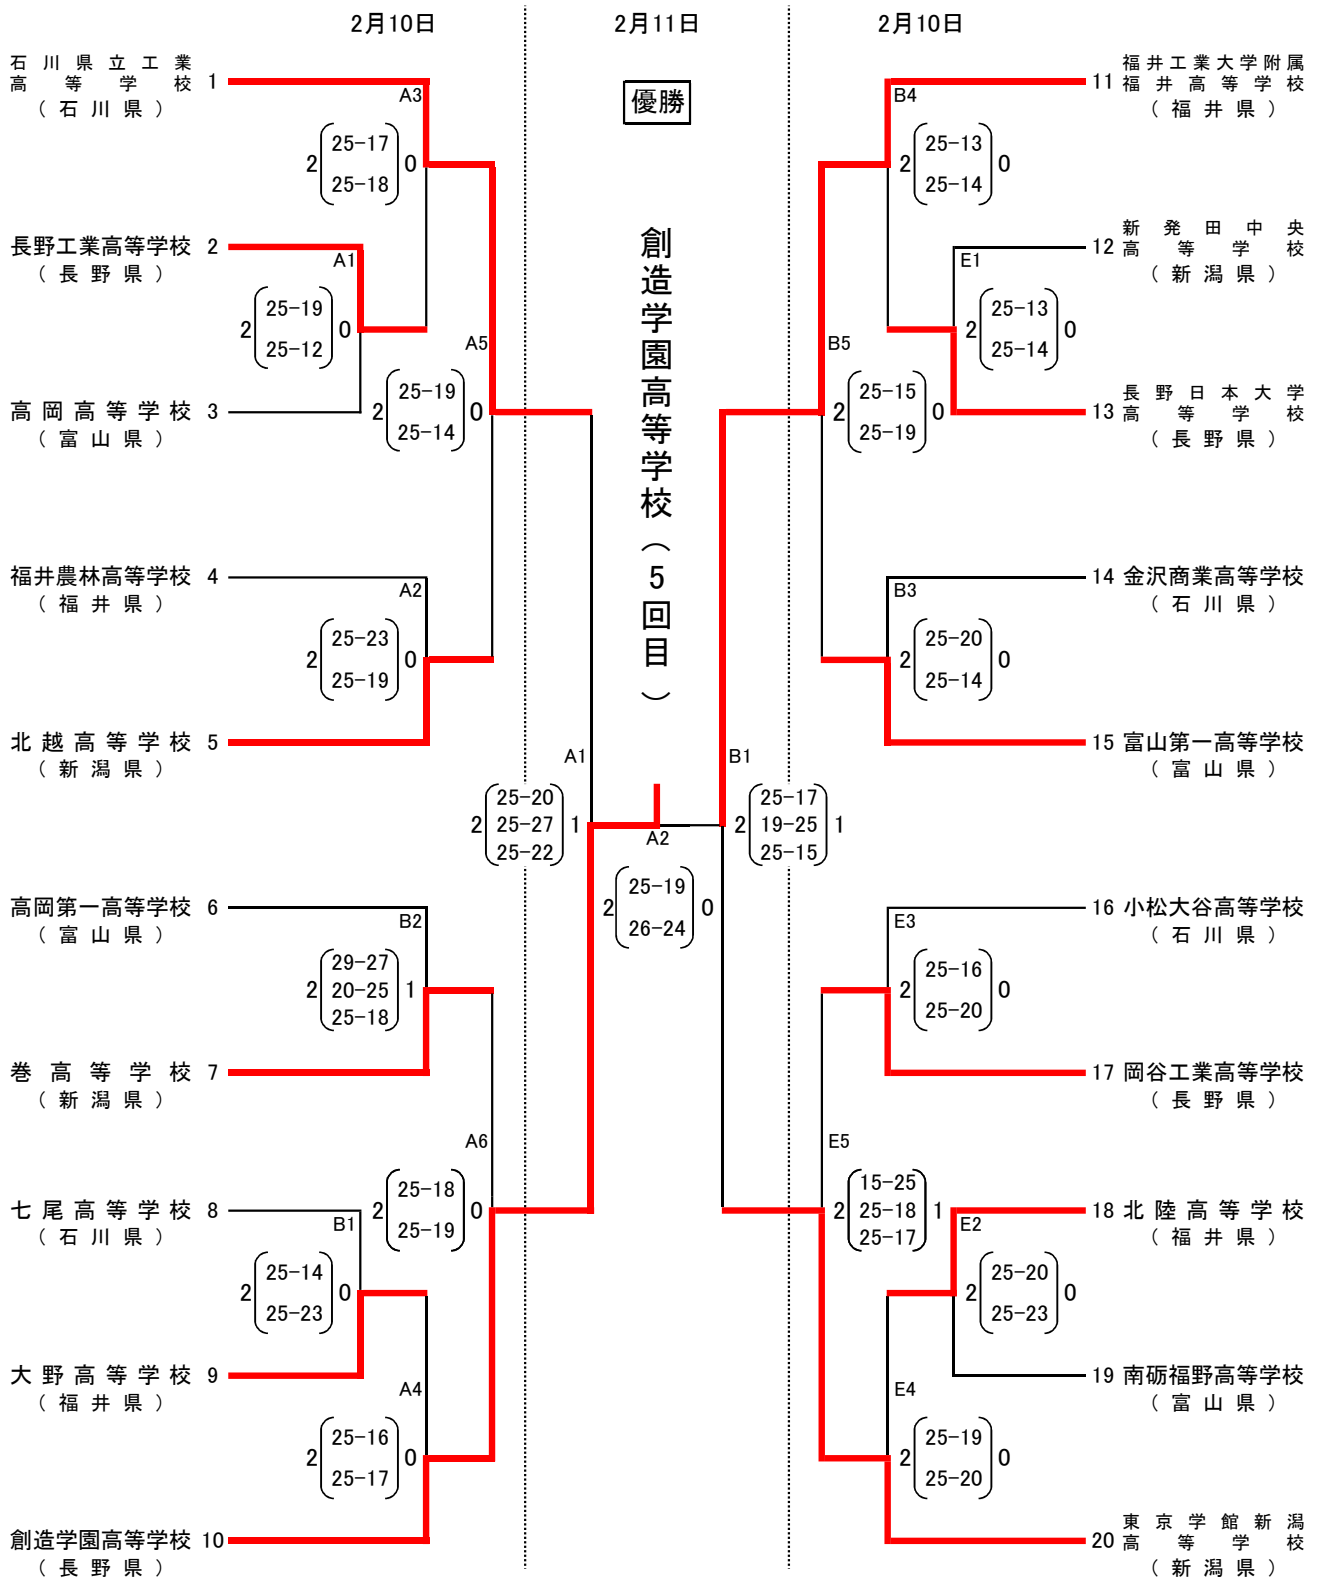 2月10日
2月11日
2月10日
優勝
創造学園高等学校（5回目）
石川県立工業
高等学校 1
（石川県）
A3
2 25-17 0
25-18
長野工業高等学校 2
（長野県）
A1
2 25-19 0
25-12
高岡高等学校 3
（富山県）
A5
2 25-19 0
25-14
福井農林高等学校 4
（福井県）
A2
2 25-23 0
25-19
北越高等学校 5
（新潟県）
A1
25-20
2 25-27 1
25-22
高岡第一高等学校 6
（富山県）
B2
29-27
2 20-25 1
25-18
巻高等学校 7
（新潟県）
A6
2 25-18 0
25-19
七尾高等学校 8
（石川県）
B1
2 25-14 0
25-23
大野高等学校 9
（福井県）
A4
2 25-16 0
25-17
創造学園高等学校 10
（長野県）
A2
2 25-19 0
26-24
福井工業大学附属
11 福井高等学校
（福井県）
B4
2 25-13 0
25-14
新発田中央
12 高等学校
（新潟県）
E1
2 25-13 0
25-14
長野日本大学
13 高等学校
（長野県）
B5
2 25-15 0
25-19
14 金沢商業高等学校
（石川県）
B3
2 25-20 0
25-14
15 富山第一高等学校
（富山県）
B1
25-17
2 19-25 1
25-15
16 小松大谷高等学校
（石川県）
E3
2 25-16 0
25-20
17 岡谷工業高等学校
（長野県）
E5
15-25
2 25-18 1
25-17
18 北陸高等学校
（福井県）
E2
2 25-20 0
25-23
19 南砺福野高等学校
（富山県）
E4
2 25-19 0
25-20
東京学館新潟
20 高等学校
（新潟県）